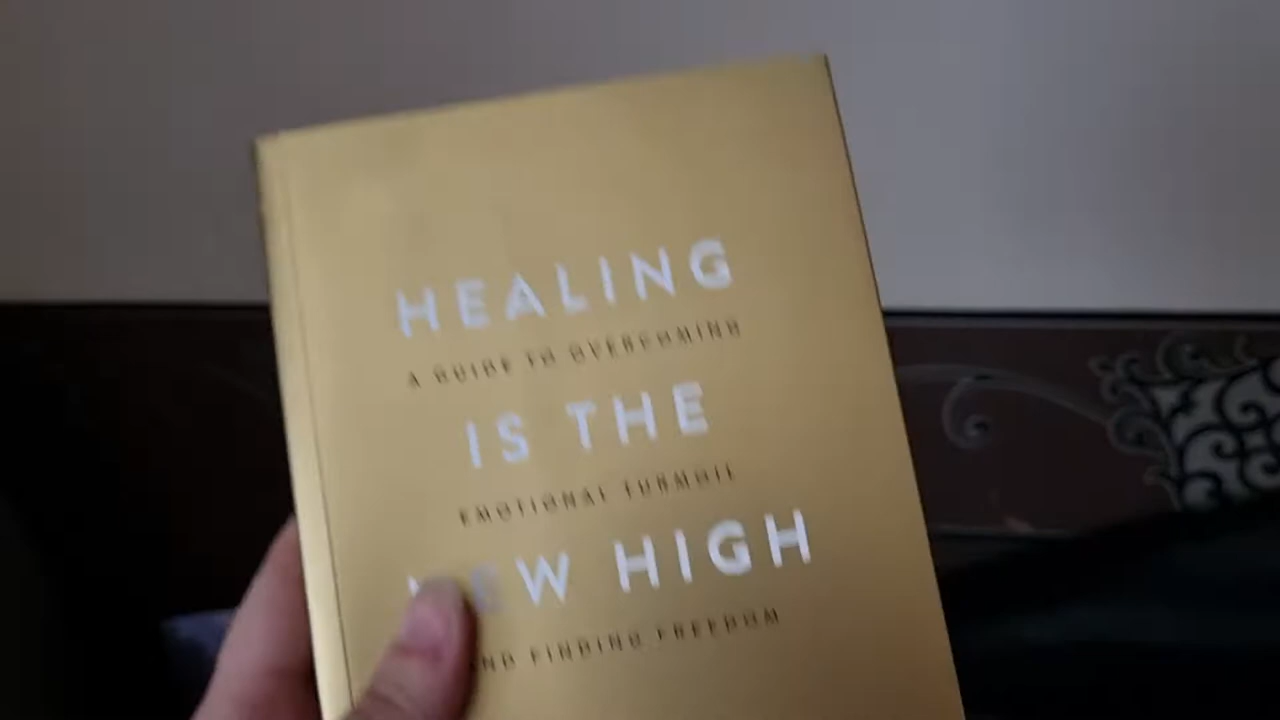 HEALING
A GUIDE TO OVERCOMING
IS THE
EMOTIONAL TURMOIL
NEW HIGH
AND FINDING FREEDOM